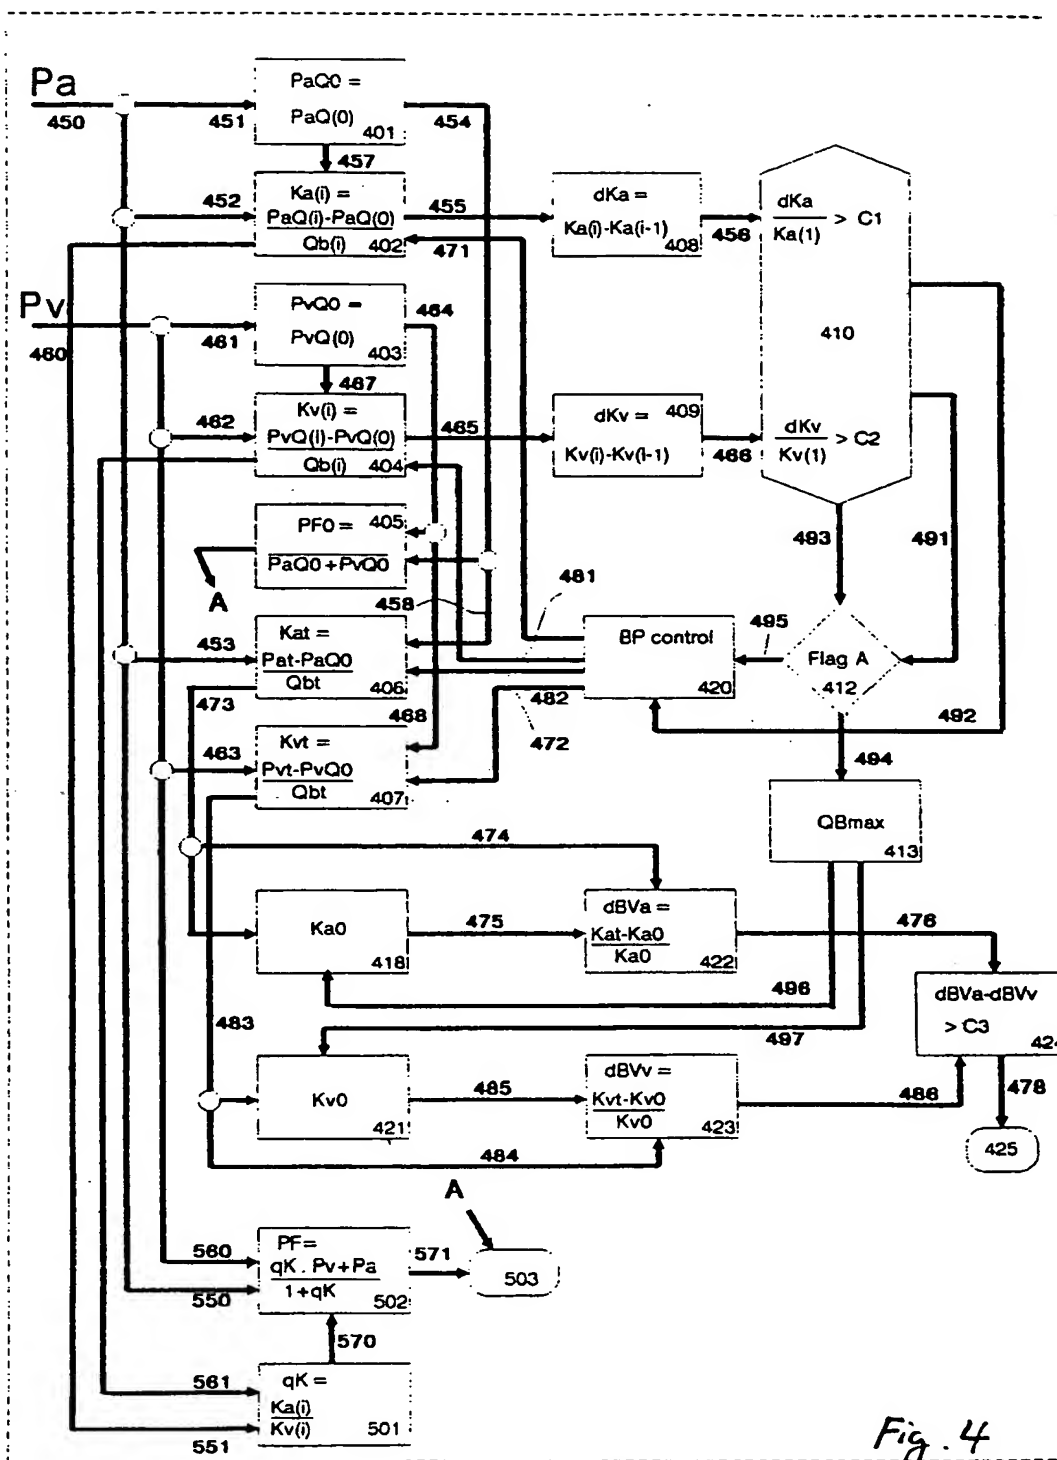 Pa
450
451
PaQ0 =
PaQ(0)
401
454
457
452
Ka(i) =
PaQ(i)-PaQ(0)
Qb(i)
402
455
471
dKa =
Ka(i)-Ka(i-1)
408
456
dKa
Ka(1)
> C1
410
Pv
460
461
PvQ0 =
PvQ(0)
403
464
467
462
Kv(i) =
PvQ(i)-PvQ(0)
Qb(i)
404
465
dKv =
409
Kv(i)-Kv(i-1)
466
dKv
Kv(1)
> C2
493
491
PF0 =
405
PaQ0+PvQ0
A
458
481
453
Kat =
Pat-PaQ0
Qbt
406
473
468
BP control
420
495
Flag A
412
482
472
492
494
463
Kvt =
Pvt-PvQ0
Qbt
407
QBmax
413
474
Ka0
418
475
dBVa =
Kat-Ka0
Ka0
422
476
496
483
497
dBVa-dBVv
> C3
424
Kv0
421
485
dBVv =
Kvt-Kv0
Kv0
423
486
478
425
484
A
560
550
PF=
qK . Pv+Pa
1+qK
502
571
503
570
561
551
qK =
Ka(i)
Kv(i)
501
Fig. 4